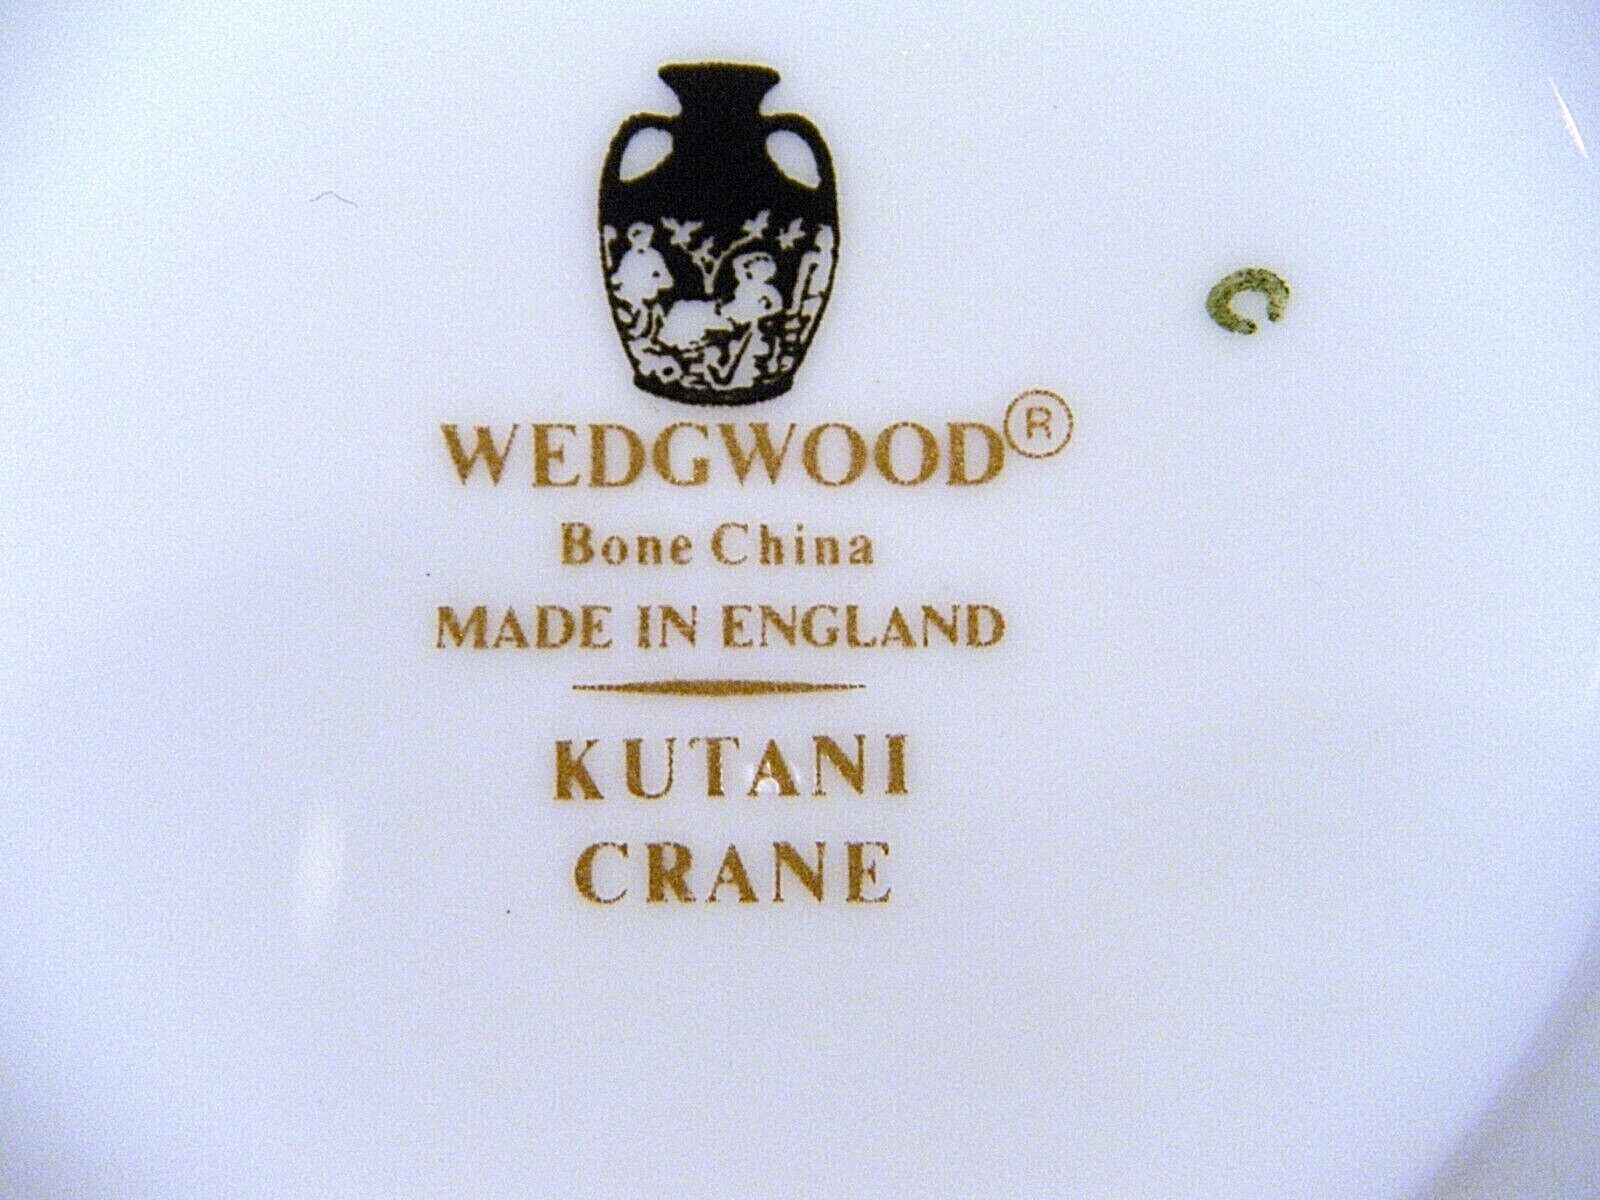 WEDGWOOD®
Bone China
MADE IN ENGLAND
KUTANI
CRANE